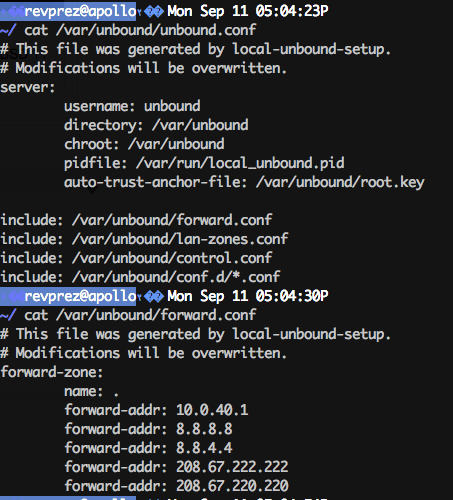 revprez@apollo Mon Sep 11 05:04:23P
~/ cat /var/unbound/unbound.conf
# This file was generated by local-unbound-setup.
# Modifications will be overwritten.
server:
username: unbound
directory: /var/unbound
chroot: /var/unbound
pidfile: /var/run/local_unbound.pid
auto-trust-anchor-file: /var/unbound/root.key
include: /var/unbound/forward.conf
include: /var/unbound/lan-zones.conf
include: /var/unbound/control.conf
include: /var/unbound/conf.d/*.conf
revprez@apollo Mon Sep 11 05:04:30P
~/ cat /var/unbound/forward.conf
# This file was generated by local-unbound-setup.
# Modifications will be overwritten.
forward-zone:
name: .
forward-addr: 10.0.40.1
forward-addr: 8.8.8.8
forward-addr: 8.8.4.4
forward-addr: 208.67.222.222
forward-addr: 208.67.220.220